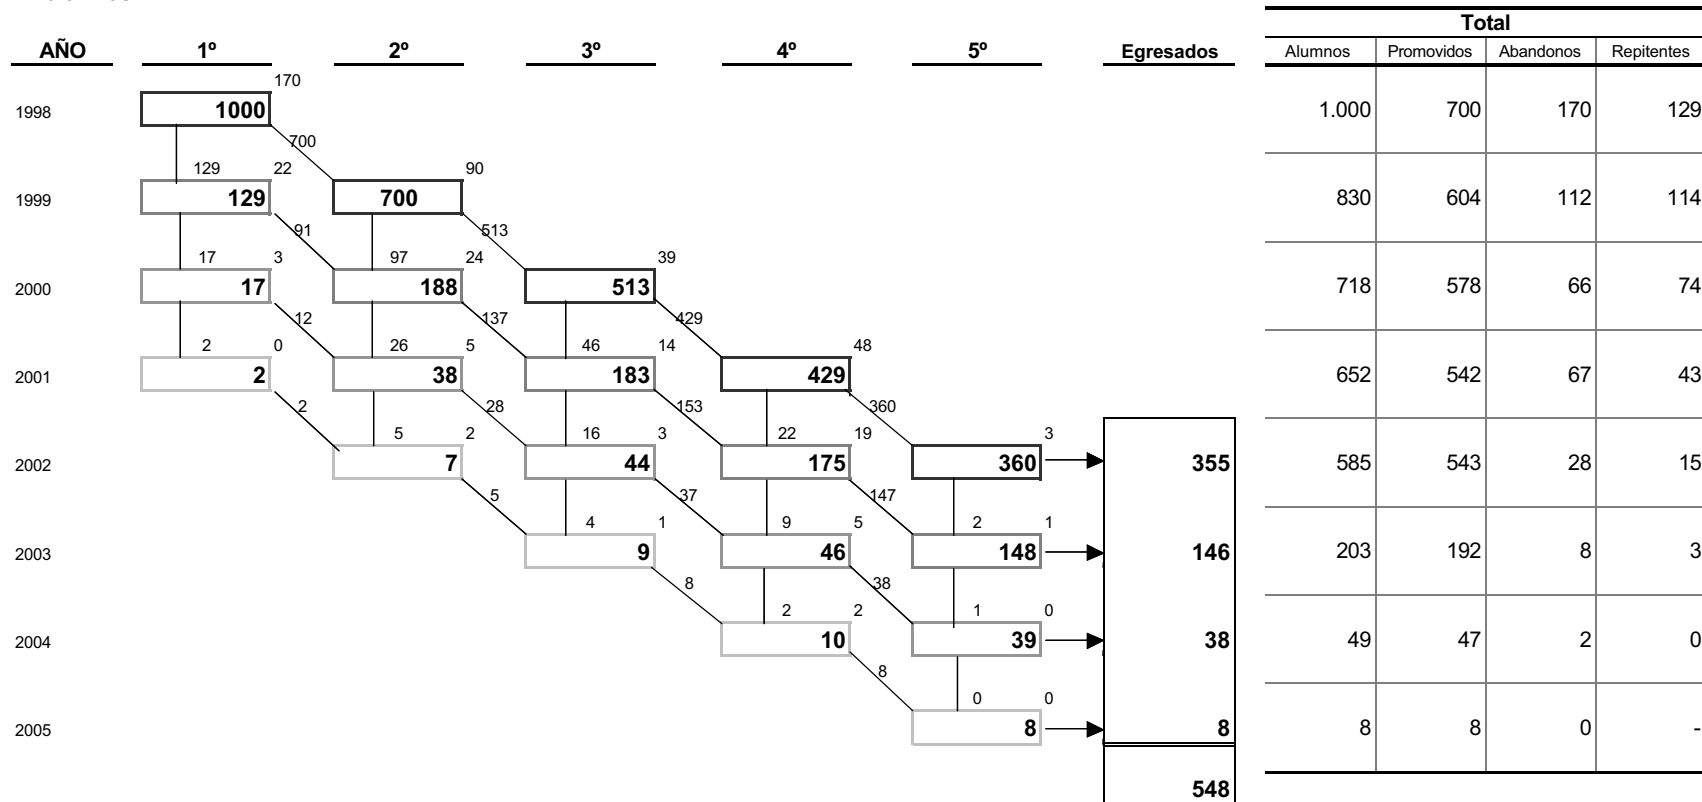 Total
AÑO 1º 2º 3º 4º 5º Egresados Alumnos Promovidos Abandonos Repitentes
170
1998 1000 1.000 700 170 129
700
129 22 90
1999 129 700 830 604 112 114
91 513
17 3 97 24 39
2000 17 188 513 718 578 66 74
12 137 429
2 0 26 5 46 14 48
2001 2 38 183 429 652 542 67 43
2 28 153 360
5 2 16 3 22 19 3
2002 7 44 175 360 355 585 543 28 15
5 37 147
4 1 9 5 2 1
2003 9 46 148 146 203 192 8 3
8 38
2 2 1 0
2004 10 39 38 49 47 2 0
8
0 0
2005 8 8 8 8 0 -
548